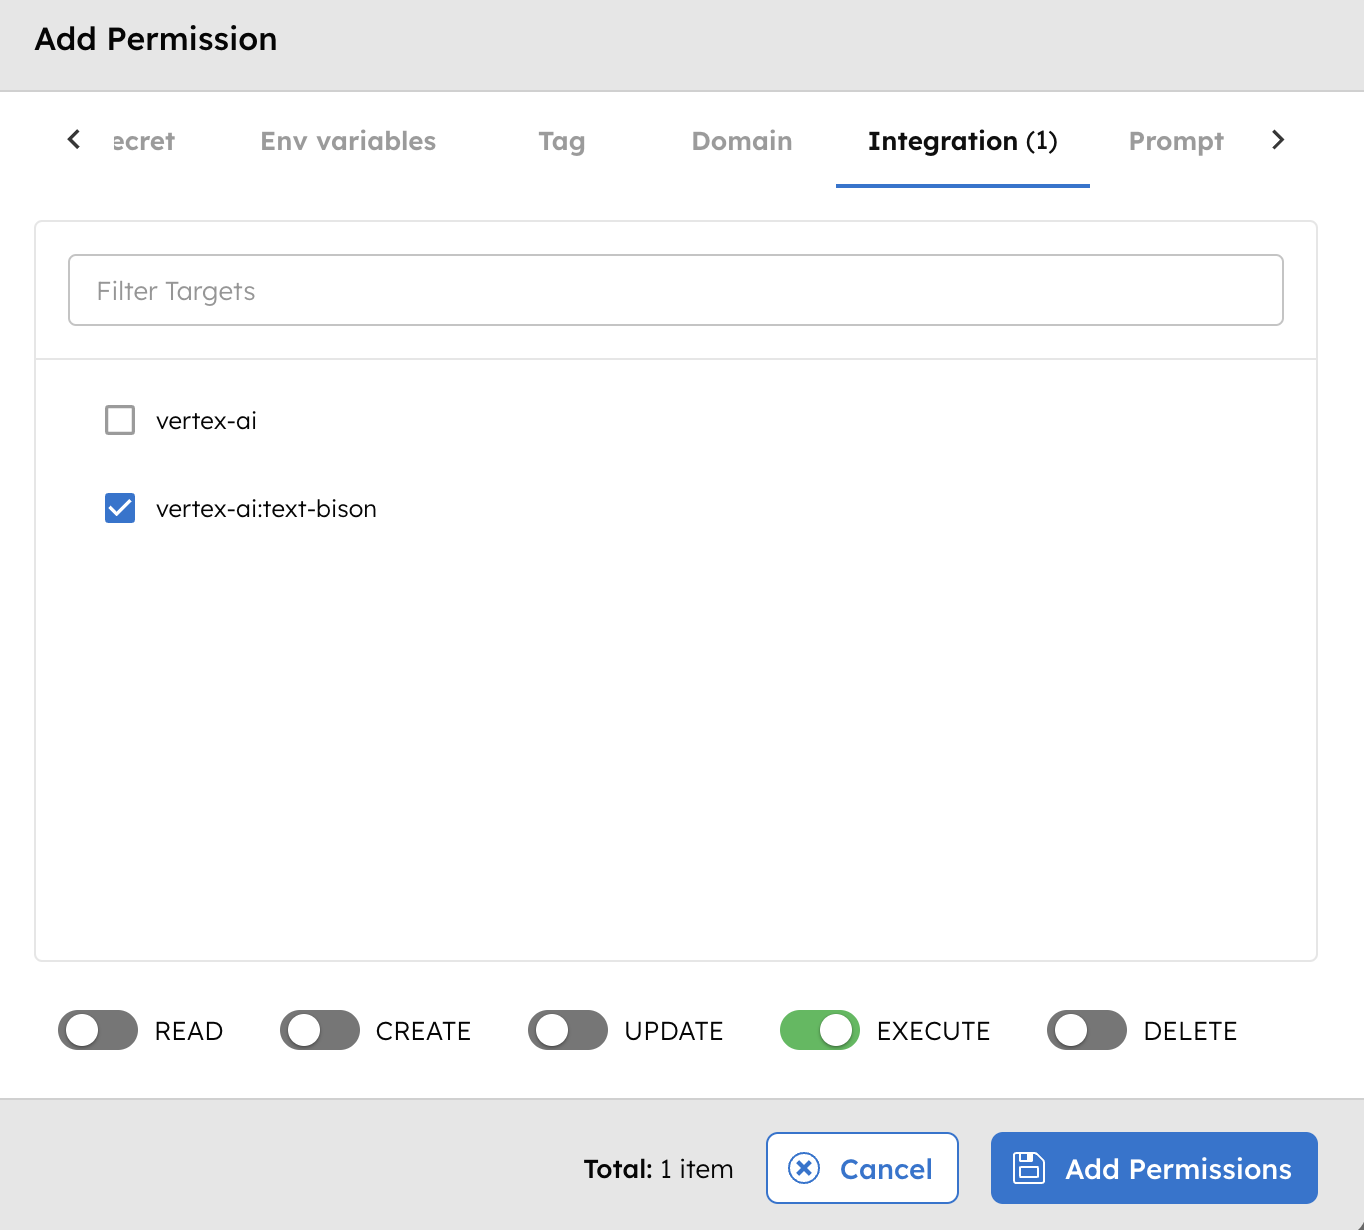 Add Permission
ecret Env variables Tag Domain Integration (1) Prompt
Filter Targets
vertex-ai
vertex-ai:text-bison
READ CREATE UPDATE EXECUTE DELETE
Total: 1 item Cancel Add Permissions